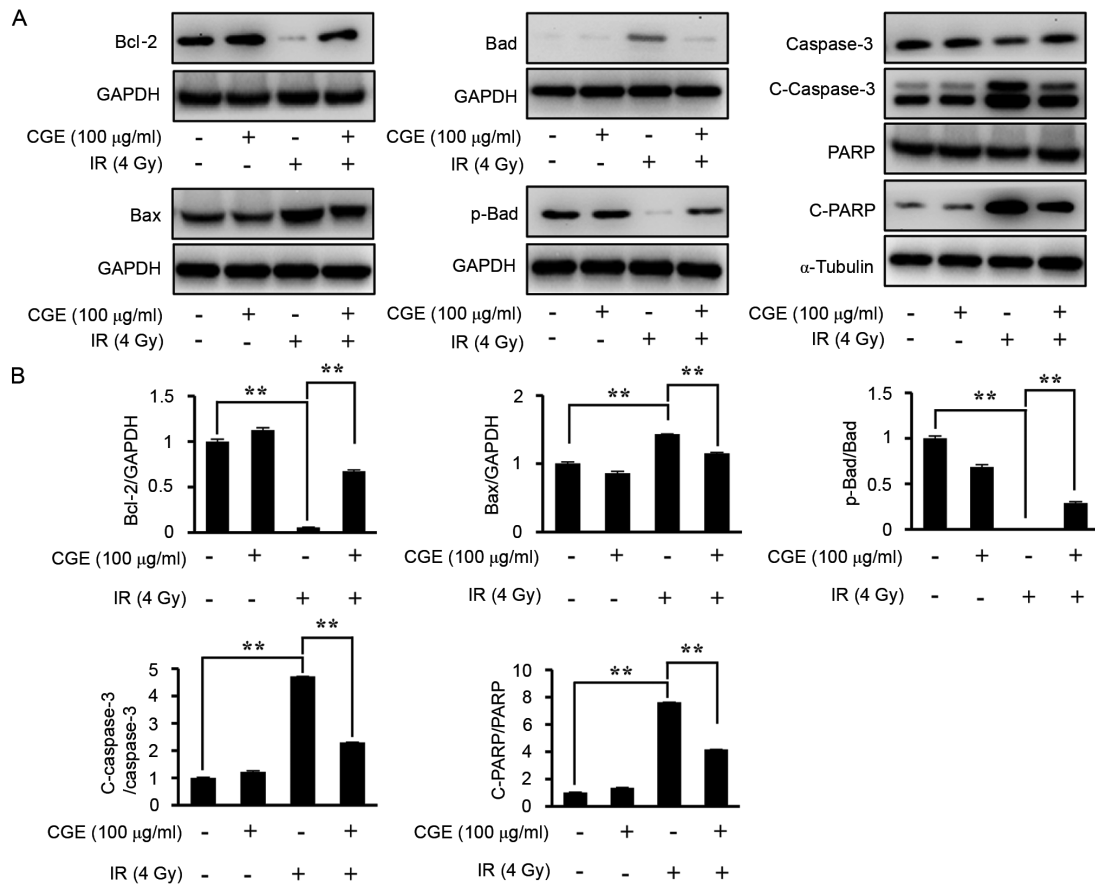 A
Bcl-2
GAPDH
CGE (100 μg/ml) - + - +
IR (4 Gy) - - + +
Bax
GAPDH
CGE (100 μg/ml) - + - +
IR (4 Gy) - - + +
Bad
GAPDH
CGE (100 μg/ml) - + - +
IR (4 Gy) - - + +
p-Bad
GAPDH
CGE (100 μg/ml) - + - +
IR (4 Gy) - - + +
Caspase-3
C-Caspase-3
PARP
C-PARP
α-Tubulin
CGE (100 μg/ml) - + - +
IR (4 Gy) - - + +
B
Bcl-2/GAPDH
1.5
1
0.5
0
** **
CGE (100 μg/ml) - + - +
IR (4 Gy) - - + +
Bax/GAPDH
2
1
0
** **
CGE (100 μg/ml) - + - +
IR (4 Gy) - - + +
p-Bad/Bad
1.5
1
0.5
0
** **
CGE (100 μg/ml) - + - +
IR (4 Gy) - - + +
C-caspase-3
/caspase-3
5
4
3
2
1
0
** **
CGE (100 μg/ml) - + - +
IR (4 Gy) - - + +
C-PARP/PARP
10
8
6
4
2
0
** **
CGE (100 μg/ml) - + - +
IR (4 Gy) - - + +